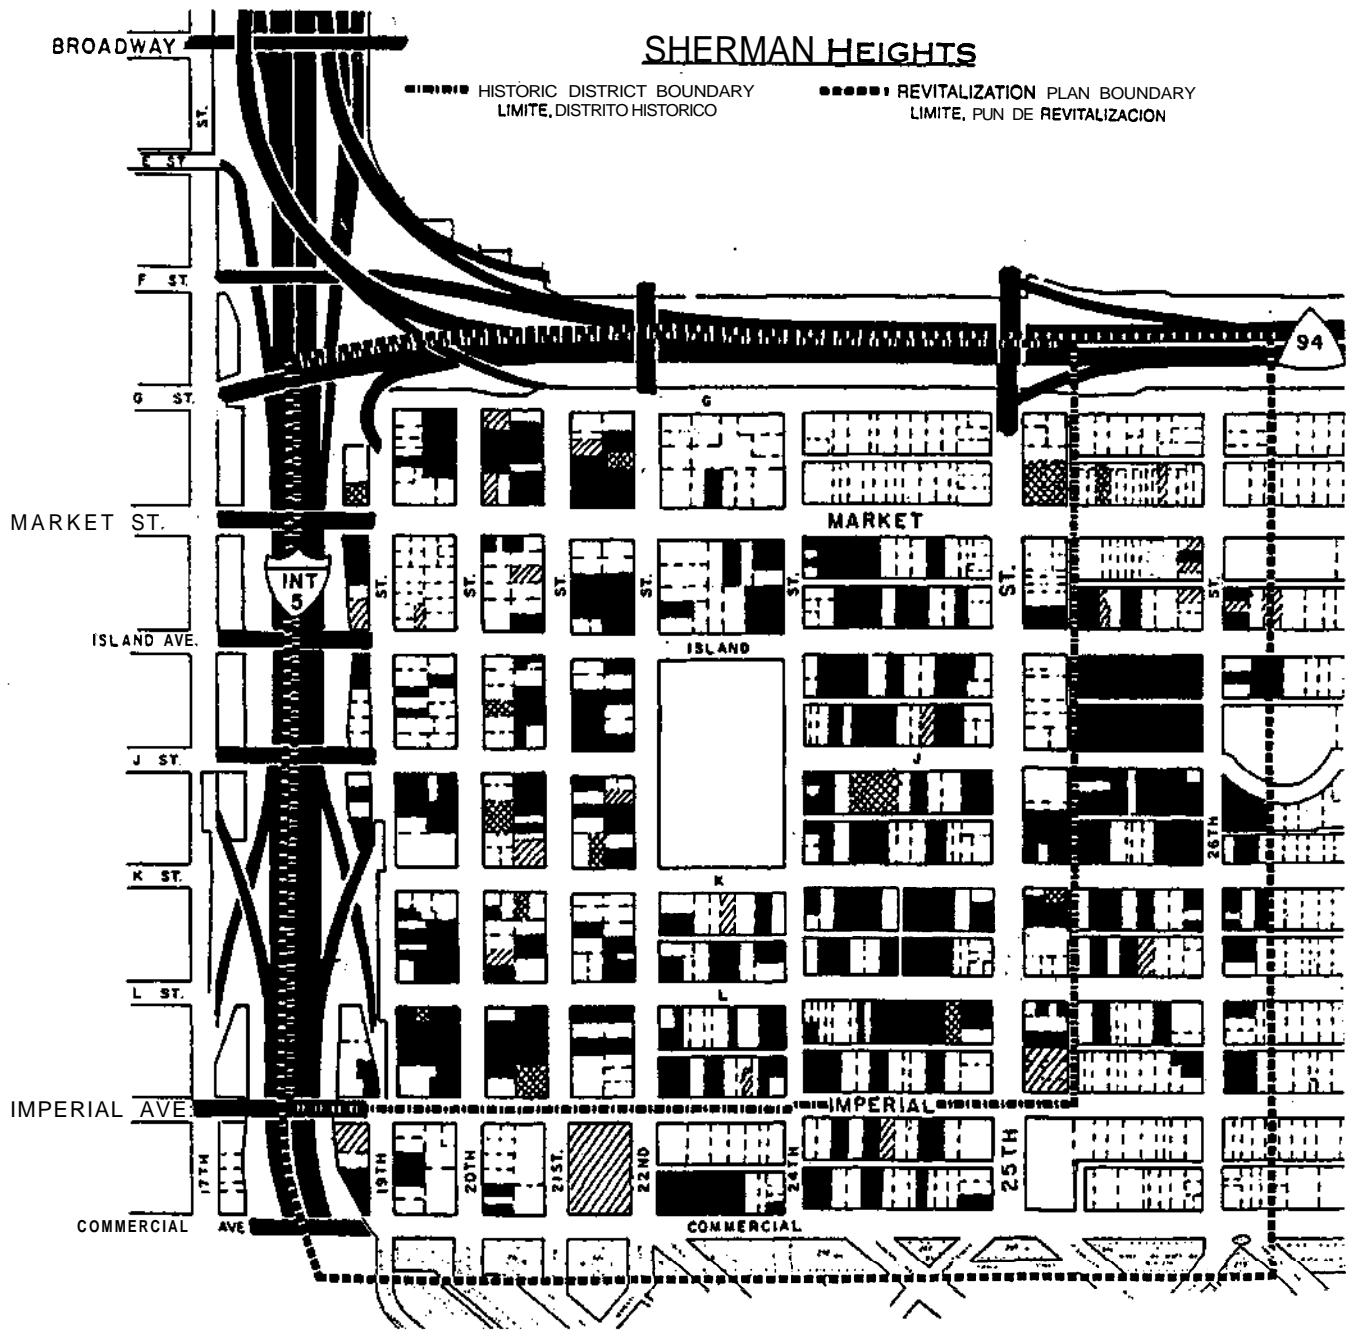 SHERMAN HEIGHTS
BROADWAY
HISTORIC DISTRICT BOUNDARY
LIMITE, DISTRITO HISTORICO
REVITALIZATION PLAN BOUNDARY
LIMITE, PUN DE REVITALIZACION
ST.
E ST
F ST.
94
G ST.
G
MARKET ST.
MARKET
INT
5
ST.
ST.
ST.
ST.
ST.
ST.
ST.
ISLAND AVE.
ISLAND
J ST.
J
26TH
K ST.
K
L ST.
L
IMPERIAL AVE.
IMPERIAL
17TH
19TH
20TH
21ST.
22ND
24TH
25TH
COMMERCIAL AVE
COMMERCIAL